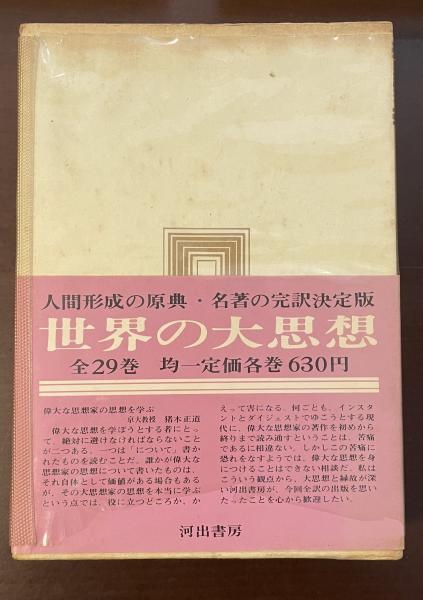 人間形成の原典・名著の完訳決定版
世界の大思想
全29巻 均一定価各巻630円
偉大な思想家の思想を学ぶ
京大教授 猪木正道
偉大な思想を学ぼうとする者にとっ
て、絶対に避けなければならないこと
が二つある。一つは「について」書か
れたものを読むことだ。誰かが偉大な
思想家の思想について書いたものは、
それ自体として価値がある場合もある
が、その大思想家の思想を本当に学ぶ
という点では、役に立つどころか、か
えって害になる。何ごとも、インスタ
ントとダイジェストでゆこうとする現
代に、偉大な思想家の著作を初めから
終りまで読み通すということは、苦痛
であるに相違ない。しかしこの苦痛に
恐れをなすようでは、偉大な思想を身
につけることはできない相談だ。私は
こういう観点から、大思想と縁故が深
い河出書房が、今回全訳の出版を思い
たったことを心から歓迎したい。
河出書房